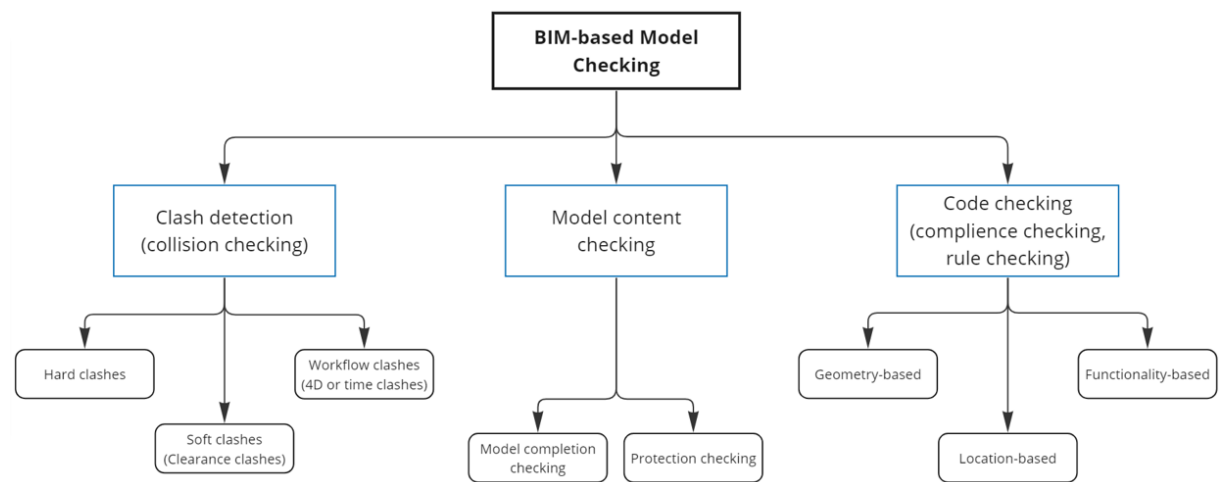 BIM-based Model
Checking
Clash detection
(collision checking)
Model content
checking
Code checking
(complience checking,
rule checking)
Hard clashes
Workflow clashes
(4D or time clashes)
Geometry-based
Functionality-based
Soft clashes
(Clearance clashes)
Model completion
checking
Protection checking
Location-based